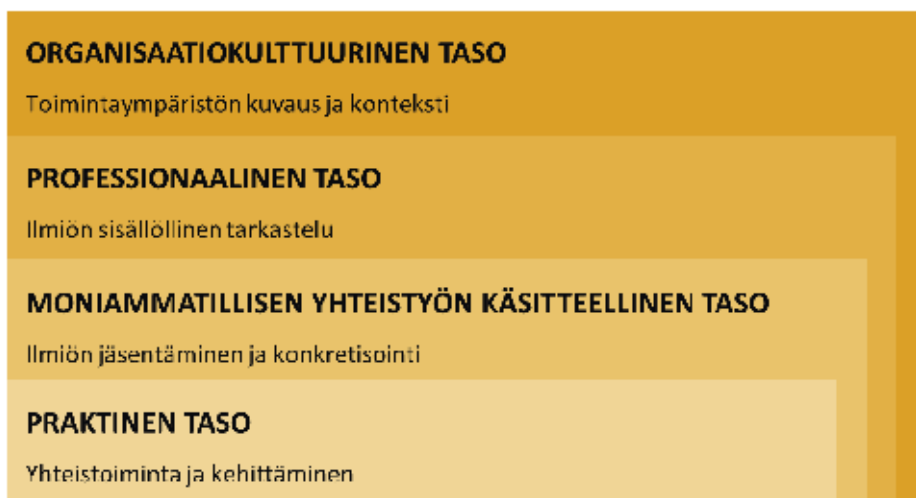 ORGANISAATIOKULTTUURINEN TASO
Toimintaympäristön kuvaus ja konteksti
PROFESSIONAALINEN TASO
Ilmiön sisällöllinen tarkastelu
MONIAMMATILLISEN YHTEISTYÖN KÄSITTEELLINEN TASO
Ilmiön jäsentäminen ja konkretisointi
PRAKTINEN TASO
Yhteistoiminta ja kehittäminen